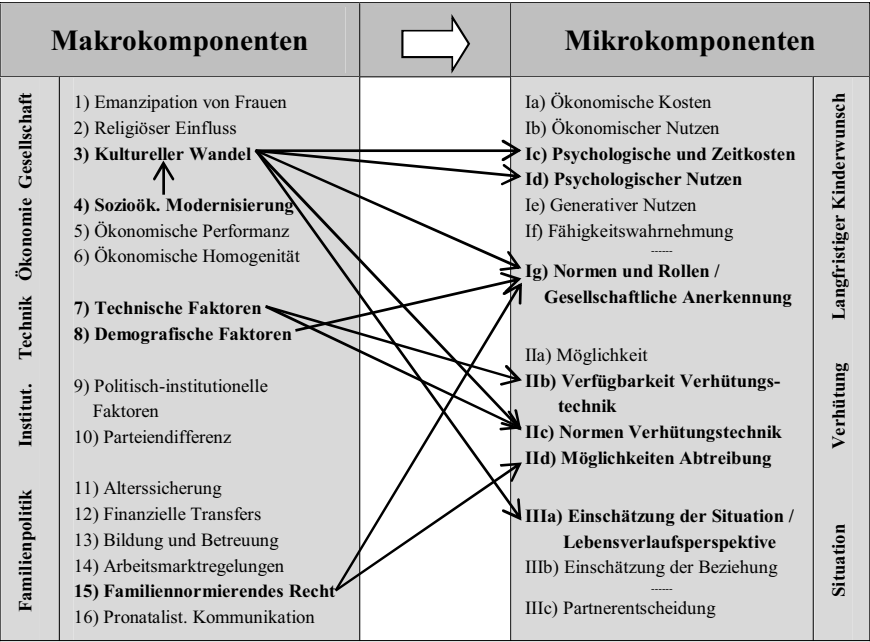 Makrokomponenten
Mikrokomponenten
Gesellschaft
1) Emanzipation von Frauen
2) Religiöser Einfluss
3) Kultureller Wandel
Ökonomie
4) Sozioök. Modernisierung
5) Ökonomische Performanz
6) Ökonomische Homogenität
Technik
7) Technische Faktoren
8) Demografische Faktoren
Institut.
9) Politisch-institutionelle
Faktoren
10) Parteiendifferenz
Familienpolitik
11) Alterssicherung
12) Finanzielle Transfers
13) Bildung und Betreuung
14) Arbeitsmarktregelungen
15) Familiennormierendes Recht
16) Pronatalist. Kommunikation
Ia) Ökonomische Kosten
Ib) Ökonomischer Nutzen
Ic) Psychologische und Zeitkosten
Id) Psychologischer Nutzen
Ie) Generativer Nutzen
If) Fähigkeitswahrnehmung
------
Ig) Normen und Rollen /
Gesellschaftliche Anerkennung
Langfristiger Kinderwunsch
IIa) Möglichkeit
IIb) Verfügbarkeit Verhütungs-
technik
IIc) Normen Verhütungstechnik
IId) Möglichkeiten Abtreibung
Verhütung
IIIa) Einschätzung der Situation /
Lebensverlaufsperspektive
IIIb) Einschätzung der Beziehung
------
IIIc) Partnerentscheidung
Situation